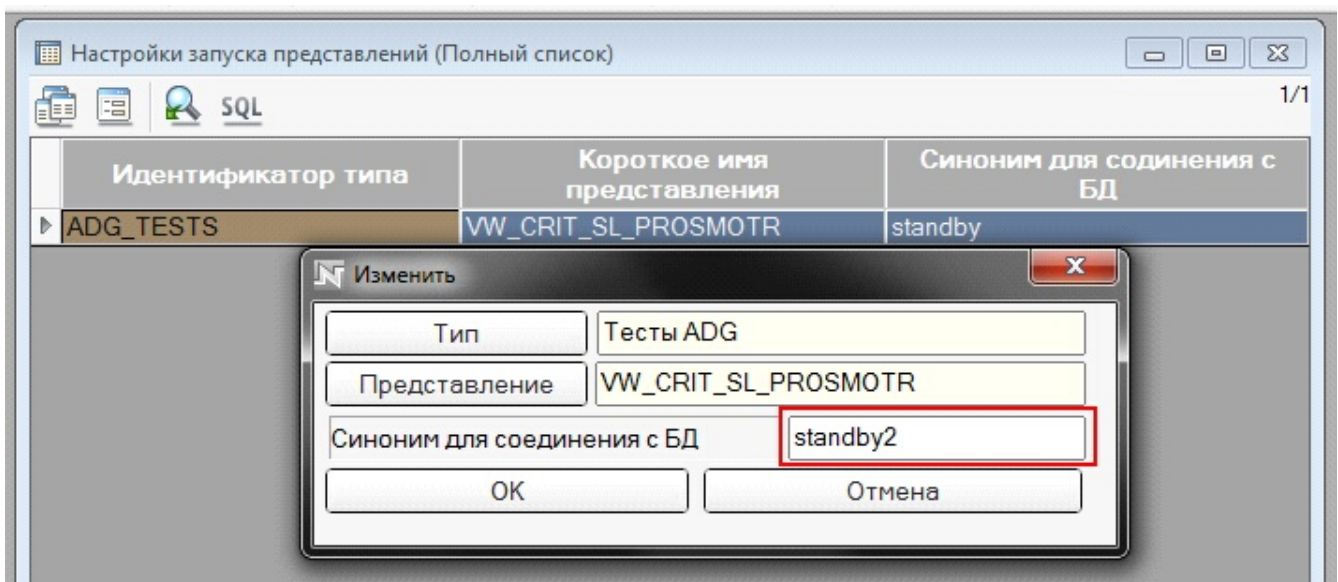 Настройки запуска представлений (Полный список)
SQL
1/1
Идентификатор типа
Короткое имя
представления
Синоним для содинения с
БД
ADG_TESTS
VW_CRIT_SL_PROSMOTR
standby
Изменить
Тип
Тесты ADG
Представление
VW_CRIT_SL_PROSMOTR
Синоним для соединения с БД
standby2
OK
Отмена